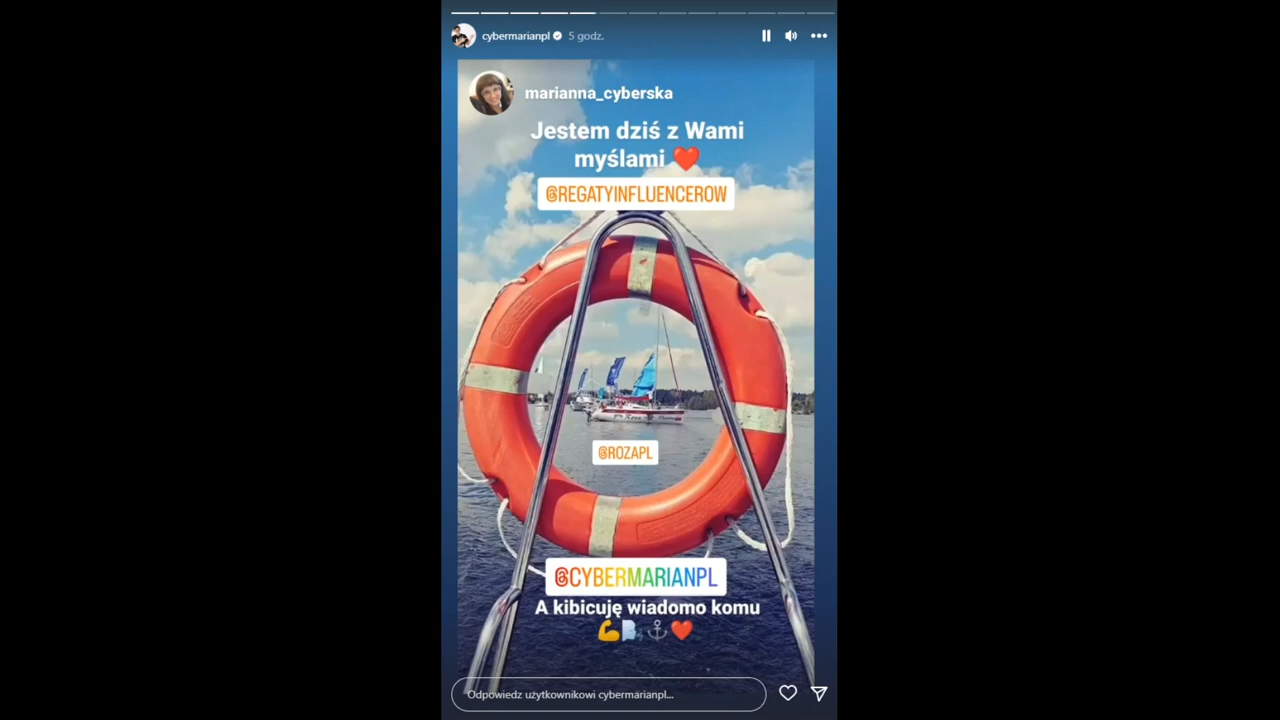 cybermarianpl 5 godz.
marianna_cyberska
Jestem dziś z Wami
myślami ❤️
@REGATYINFLUENCEROW
@ROZAPL
@CYBERMARIANPL
A kibicuję wiadomo komu
💪🌬️⚓❤️
Odpowiedz użytkownikowi cybermarianpl...